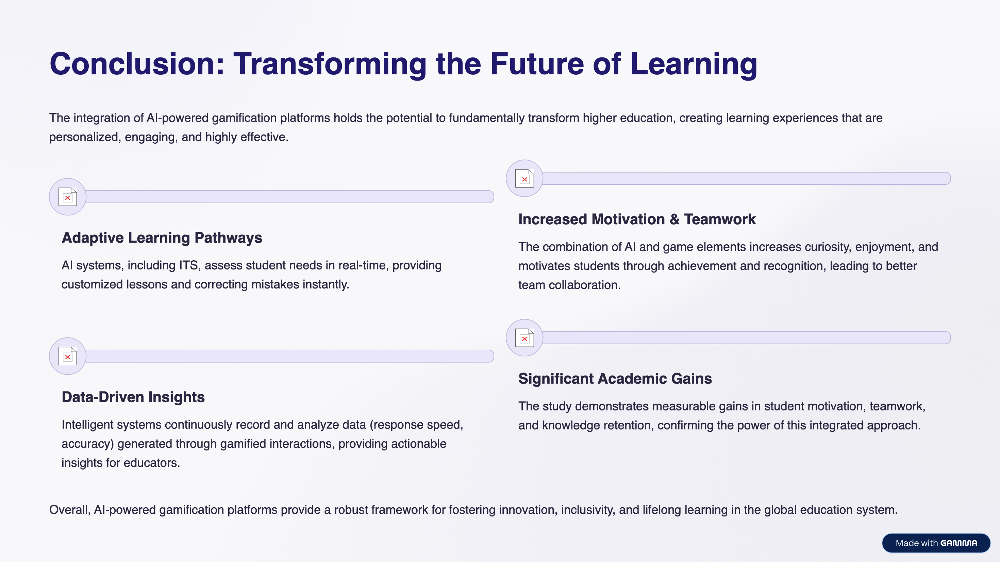 Conclusion: Transforming the Future of Learning
The integration of AI-powered gamification platforms holds the potential to fundamentally transform higher education, creating learning experiences that are
personalized, engaging, and highly effective.
Adaptive Learning Pathways
AI systems, including ITS, assess student needs in real-time, providing
customized lessons and correcting mistakes instantly.
Increased Motivation & Teamwork
The combination of AI and game elements increases curiosity, enjoyment, and
motivates students through achievement and recognition, leading to better
team collaboration.
Data-Driven Insights
Intelligent systems continuously record and analyze data (response speed,
accuracy) generated through gamified interactions, providing actionable
insights for educators.
Significant Academic Gains
The study demonstrates measurable gains in student motivation, teamwork,
and knowledge retention, confirming the power of this integrated approach.
Overall, AI-powered gamification platforms provide a robust framework for fostering innovation, inclusivity, and lifelong learning in the global education system.
Made with GAMMA